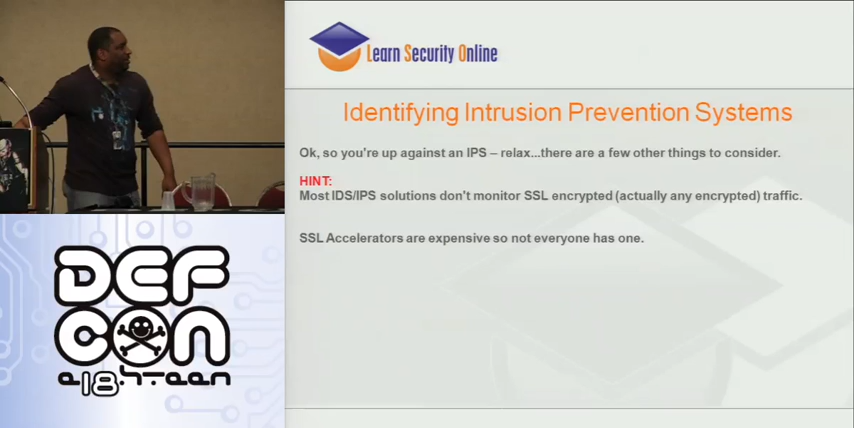 Learn Security Online
Identifying Intrusion Prevention Systems
Ok, so you're up against an IPS – relax...there are a few other things to consider.
HINT:
Most IDS/IPS solutions don't monitor SSL encrypted (actually any encrypted) traffic.
SSL Accelerators are expensive so not everyone has one.
DEF
CON
e18hteen